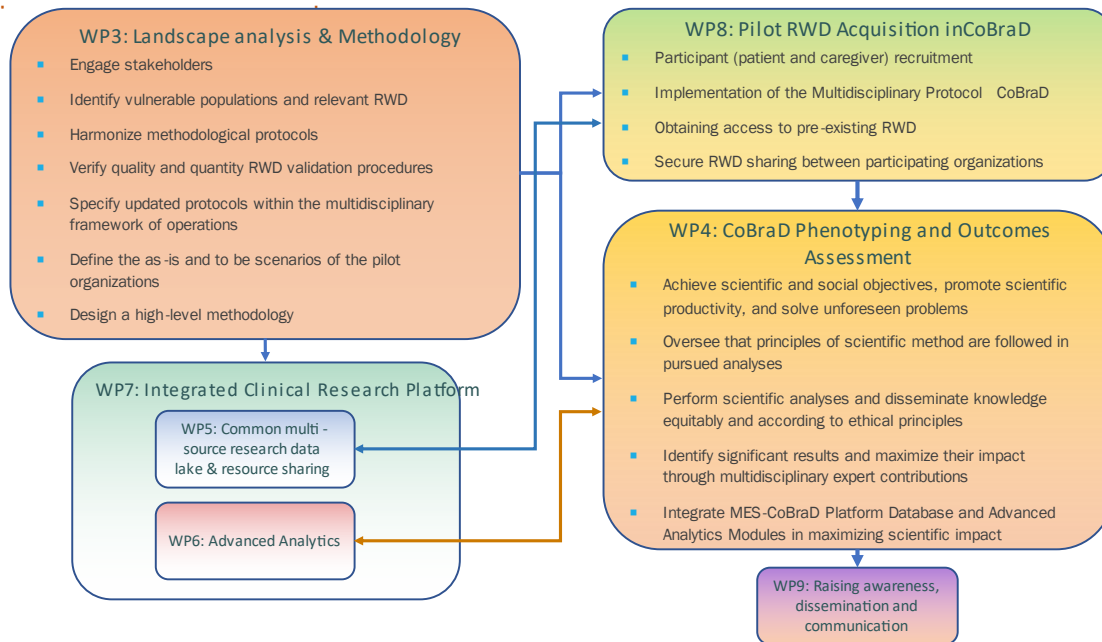 WP3: Landscape analysis & Methodology
Engage stakeholders
Identify vulnerable populations and relevant RWD
Harmonize methodological protocols
Verify quality and quantity RWD validation procedures
Specify updated protocols within the multidisciplinary
framework of operations
Define the as-is and to be scenarios of the pilot
organizations
Design a high-level methodology
WP7: Integrated Clinical Research Platform
WP5: Common multi -
source research data
lake & resource sharing
WP6: Advanced Analytics
WP8: Pilot RWD Acquisition inCoBraD
Participant (patient and caregiver) recruitment
Implementation of the Multidisciplinary Protocol CoBraD
Obtaining access to pre-existing RWD
Secure RWD sharing between participating organizations
WP4: CoBraD Phenotyping and Outcomes
Assessment
Achieve scientific and social objectives, promote scientific
productivity, and solve unforeseen problems
Oversee that principles of scientific method are followed in
pursued analyses
Perform scientific analyses and disseminate knowledge
equitably and according to ethical principles
Identify significant results and maximize their impact
through multidisciplinary expert contributions
Integrate MES-CoBraD Platform Database and Advanced
Analytics Modules in maximizing scientific impact
WP9: Raising awareness,
dissemination and
communication